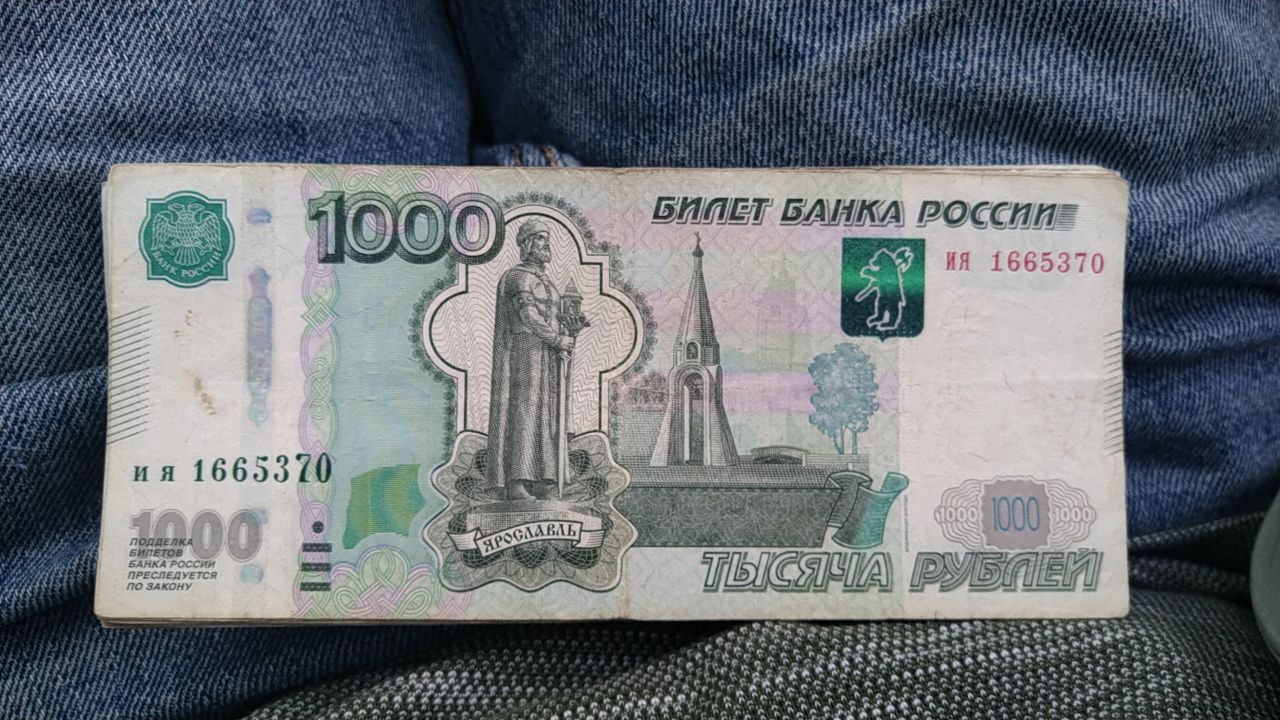 1000
БИЛЕТ БАНКА РОССИИ
БАНК РОССИИ
ия 1665370
ия 1665370
1000
ПОДДЕЛКА
БИЛЕТОВ
БАНКА РОССИИ
ПРЕСЛЕДУЕТСЯ
ПО ЗАКОНУ
ЯРОСЛАВЛЬ
1000 1000 1000
ТЫСЯЧА РУБЛЕЙ